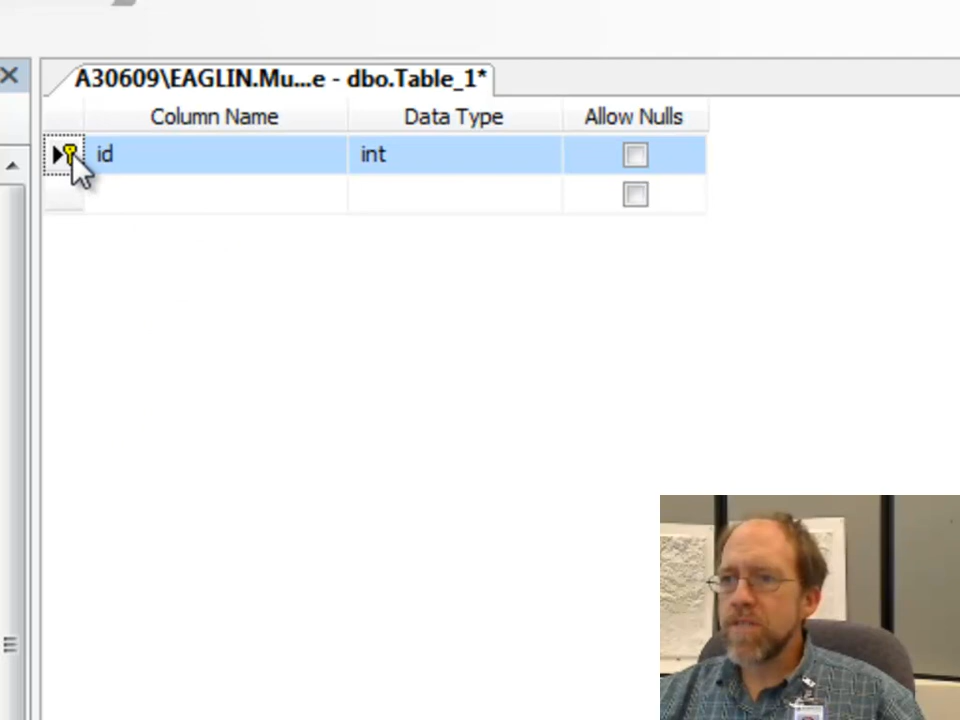 A30609\EAGLIN.Mu...e - dbo.Table_1*
Column Name Data Type Allow Nulls
id int